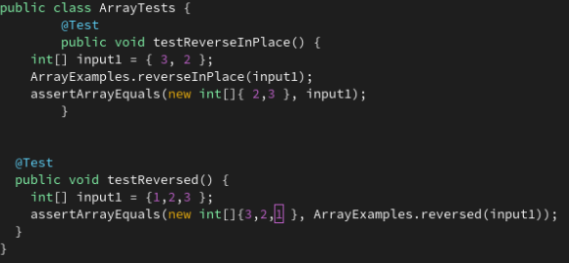 public class ArrayTests {
        @Test
        public void testReverseInPlace() {
    int[] input1 = { 3, 2 };
    ArrayExamples.reverseInPlace(input1);
    assertArrayEquals(new int[]{ 2,3 }, input1);
        }


  @Test
  public void testReversed() {
    int[] input1 = {1,2,3 };
    assertArrayEquals(new int[]{3,2,1 }, ArrayExamples.reversed(input1));
  }
}